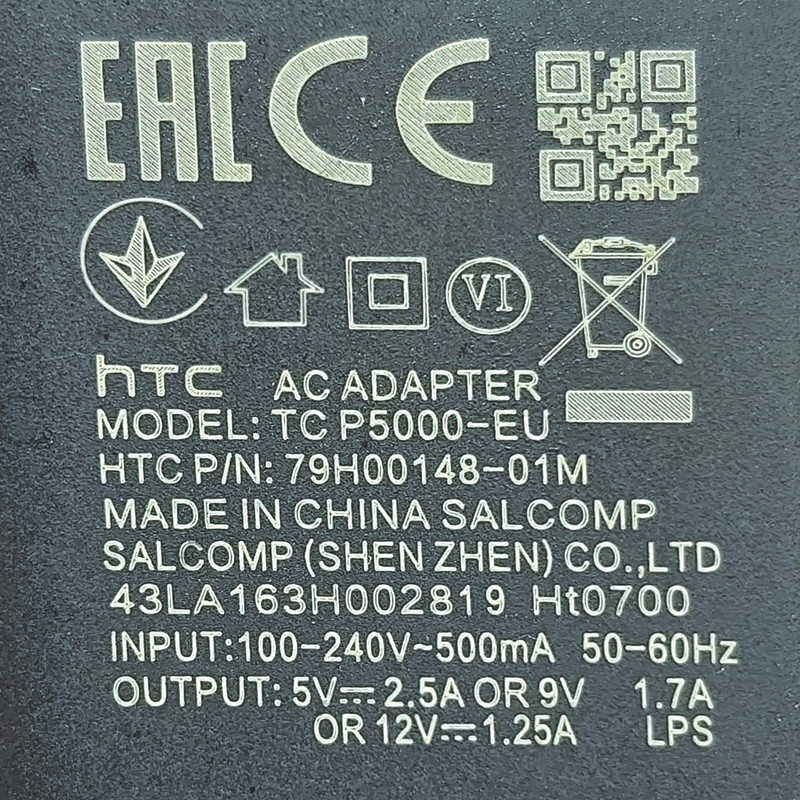 EAC CE
VI
hTC AC ADAPTER
MODEL: TC P5000-EU
HTC P/N: 79H00148-01M
MADE IN CHINA SALCOMP
SALCOMP (SHEN ZHEN) CO.,LTD
43LA163H002819 Ht0700
INPUT:100-240V~500mA 50-60Hz
OUTPUT: 5V⎓2.5A OR 9V 1.7A
OR 12V⎓1.25A LPS